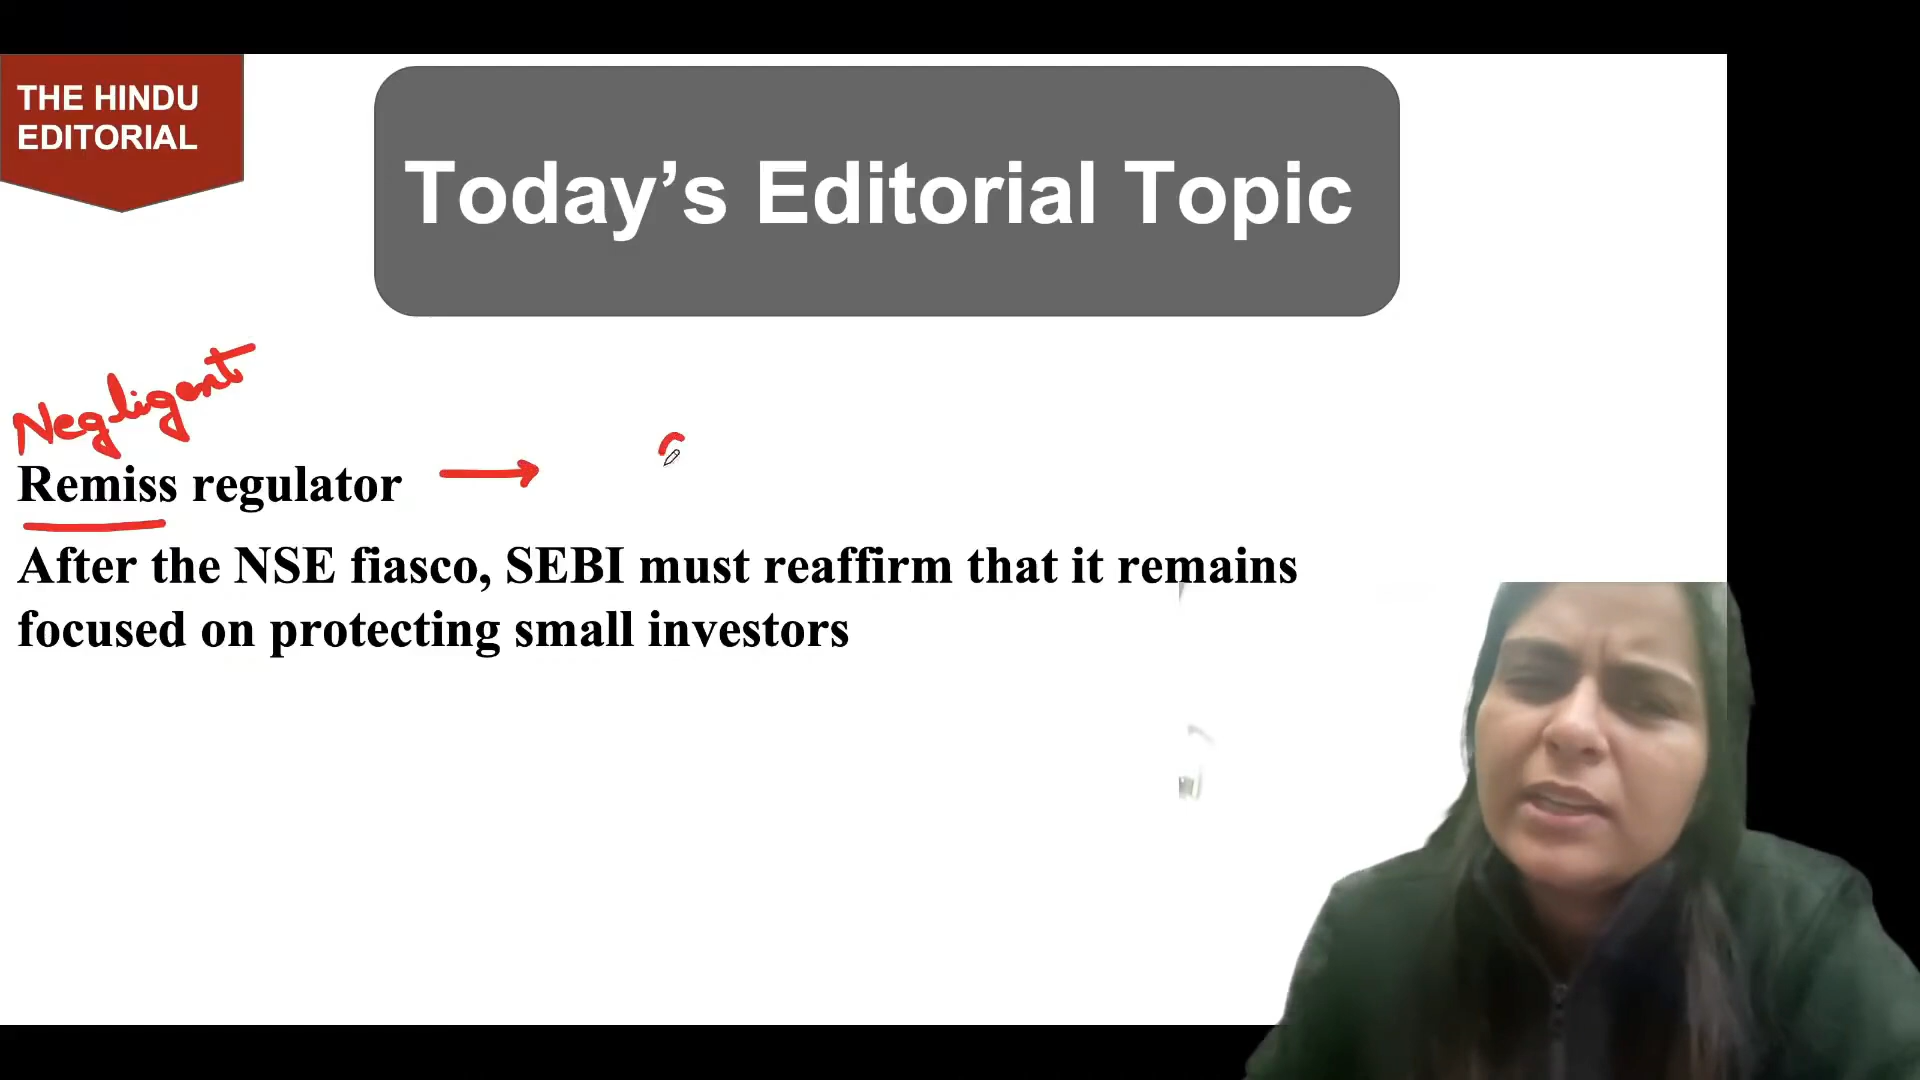 THE HINDU
EDITORIAL
Today’s Editorial Topic
Negligent
Remiss regulator
After the NSE fiasco, SEBI must reaffirm that it remains
focused on protecting small investors